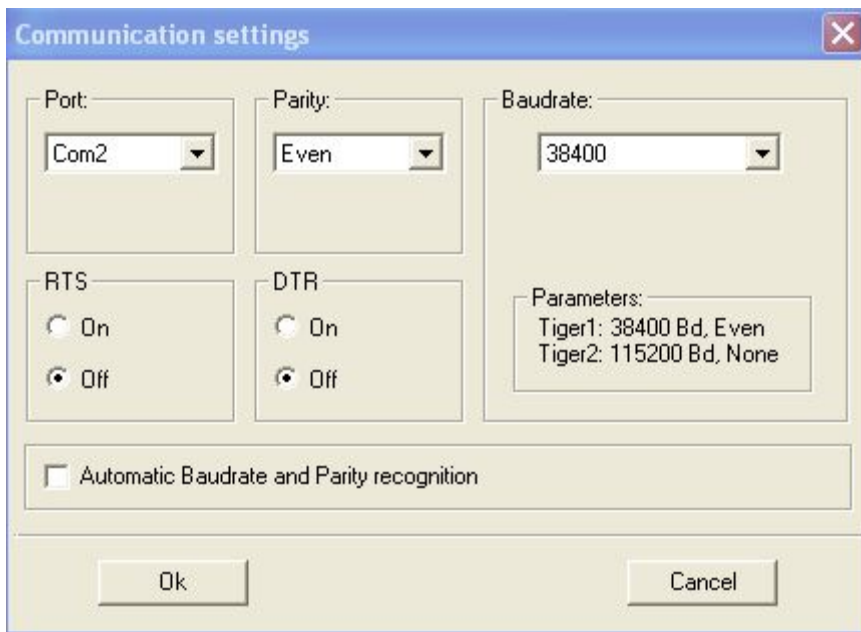 Communication settings
Port:
Com2
Parity:
Even
Baudrate:
38400
RTS
On
Off
DTR
On
Off
Parameters:
Tiger1: 38400 Bd, Even
Tiger2: 115200 Bd, None
Automatic Baudrate and Parity recognition
Ok
Cancel